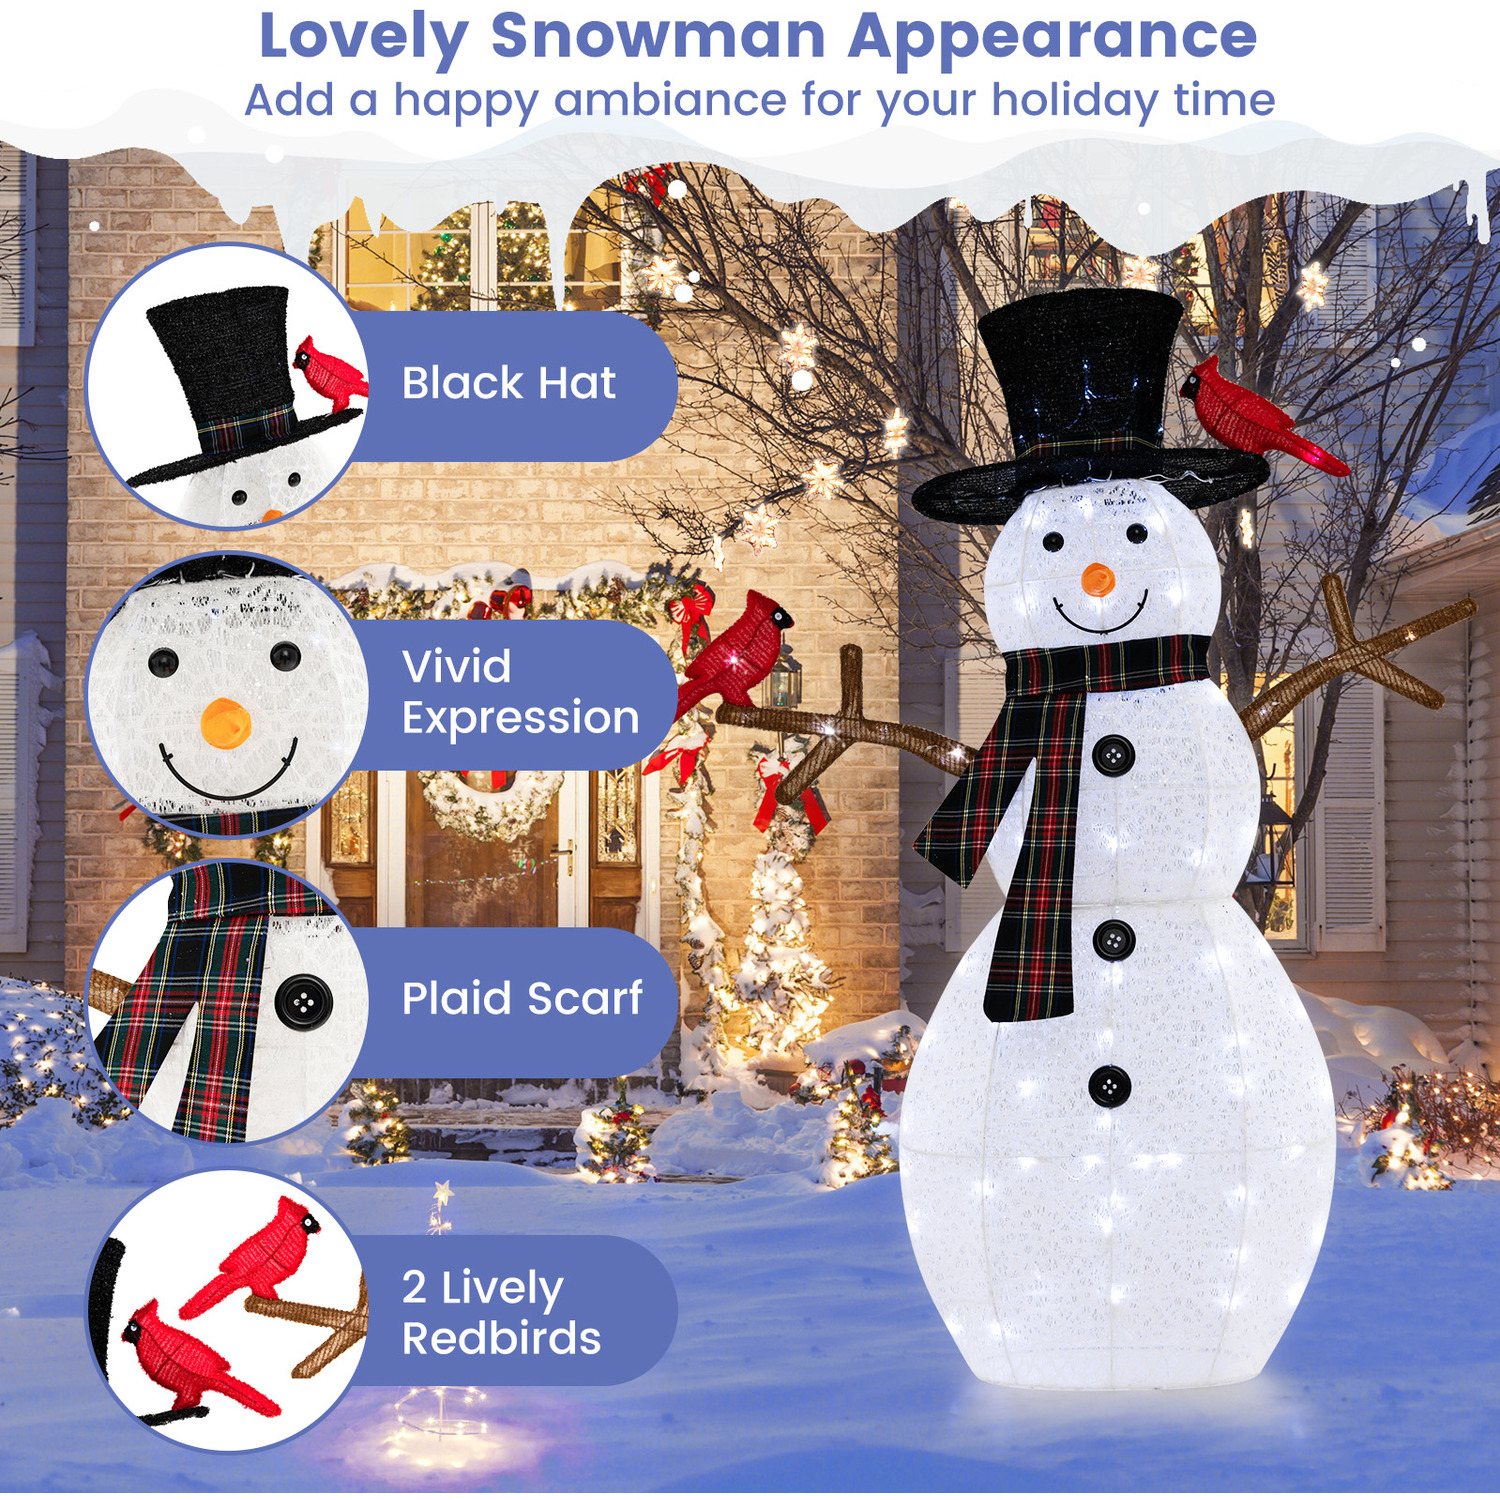 Lovely Snowman Appearance
Add a happy ambiance for your holiday time
Black Hat
Vivid
Expression
Plaid Scarf
2 Lively
Redbirds